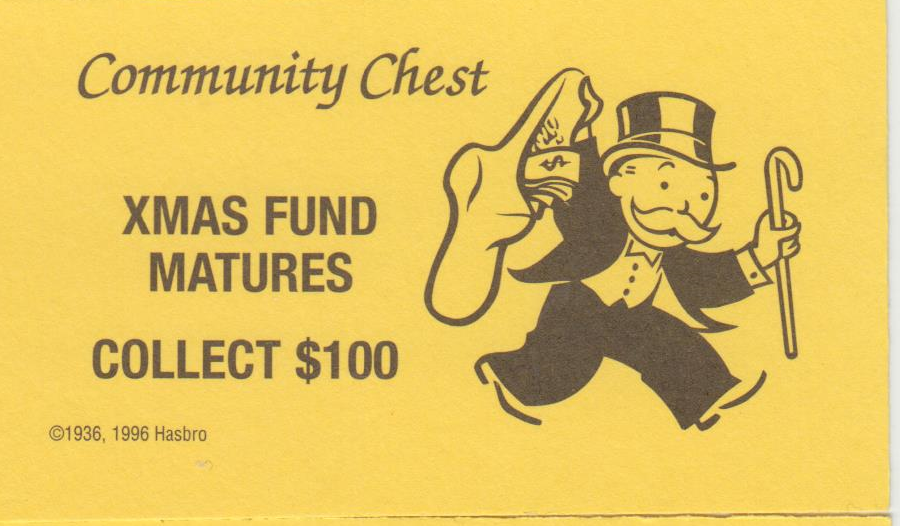 Community Chest
XMAS FUND
MATURES
COLLECT $100
©1936, 1996 Hasbro
$